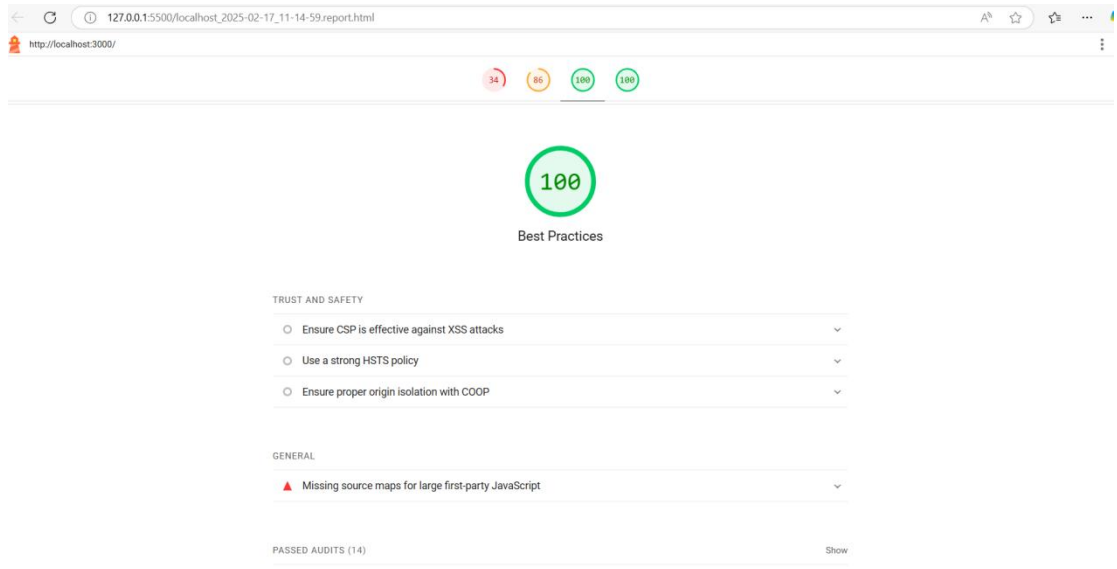 127.0.0.1:5500/localhost_2025-02-17_11-14-59.report.html
http://localhost:3000/
34 86 100 100
100
Best Practices
TRUST AND SAFETY
Ensure CSP is effective against XSS attacks
Use a strong HSTS policy
Ensure proper origin isolation with COOP
GENERAL
Missing source maps for large first-party JavaScript
PASSED AUDITS (14) Show